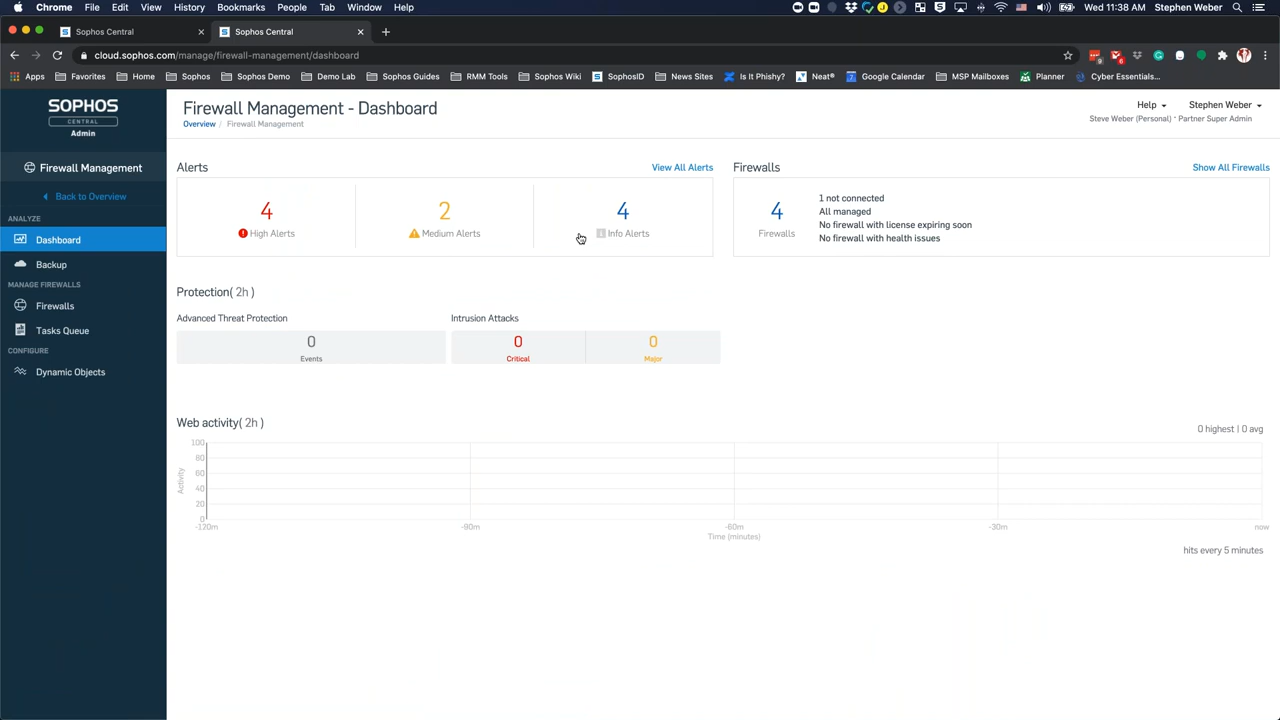 Chrome File Edit View History Bookmarks People Tab Window Help Wed 11:38 AM Stephen Weber
Sophos Central Sophos Central
cloud.sophos.com/manage/firewall-management/dashboard
Apps Favorites Home Sophos Sophos Demo Demo Lab Sophos Guides RMM Tools Sophos Wiki SophosID News Sites Is It Phishy? Neat® Google Calendar MSP Mailboxes Planner Cyber Essentials...
SOPHOS
CENTRAL
Admin
Firewall Management
Back to Overview
ANALYZE
Dashboard
Backup
MANAGE FIREWALLS
Firewalls
Tasks Queue
CONFIGURE
Dynamic Objects
Firewall Management - Dashboard
Overview / Firewall Management
Help Stephen Weber
Steve Weber (Personal) · Partner Super Admin
Alerts View All Alerts
4 2 4
High Alerts Medium Alerts Info Alerts
Firewalls Show All Firewalls
4
Firewalls
1 not connected
All managed
No firewall with license expiring soon
No firewall with health issues
Protection( 2h )
Advanced Threat Protection Intrusion Attacks
0 0 0
Events Critical Major
Web activity( 2h )
0 highest | 0 avg
Activity
100
80
60
40
20
0
-120m -90m -60m -30m now
Time (minutes)
hits every 5 minutes